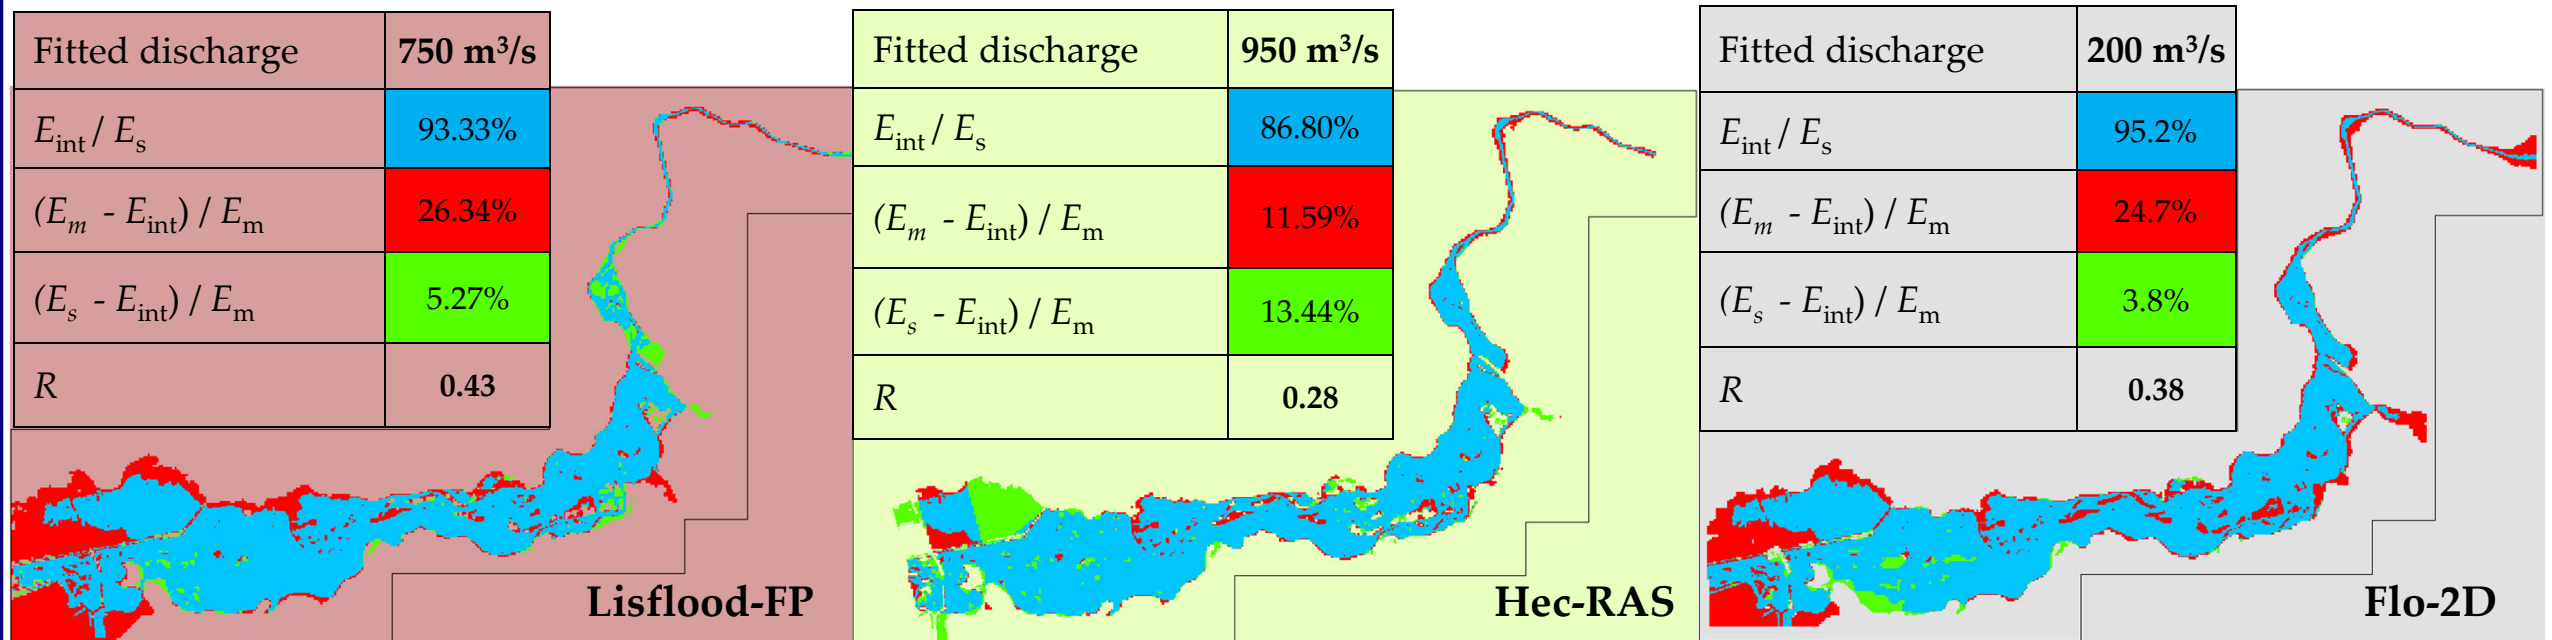 Fitted discharge 750 m³/s
E_int / E_s 93.33%
(E_m - E_int) / E_m 26.34%
(E_s - E_int) / E_m 5.27%
R 0.43
Lisflood-FP
Fitted discharge 950 m³/s
E_int / E_s 86.80%
(E_m - E_int) / E_m 11.59%
(E_s - E_int) / E_m 13.44%
R 0.28
Hec-RAS
Fitted discharge 200 m³/s
E_int / E_s 95.2%
(E_m - E_int) / E_m 24.7%
(E_s - E_int) / E_m 3.8%
R 0.38
Flo-2D